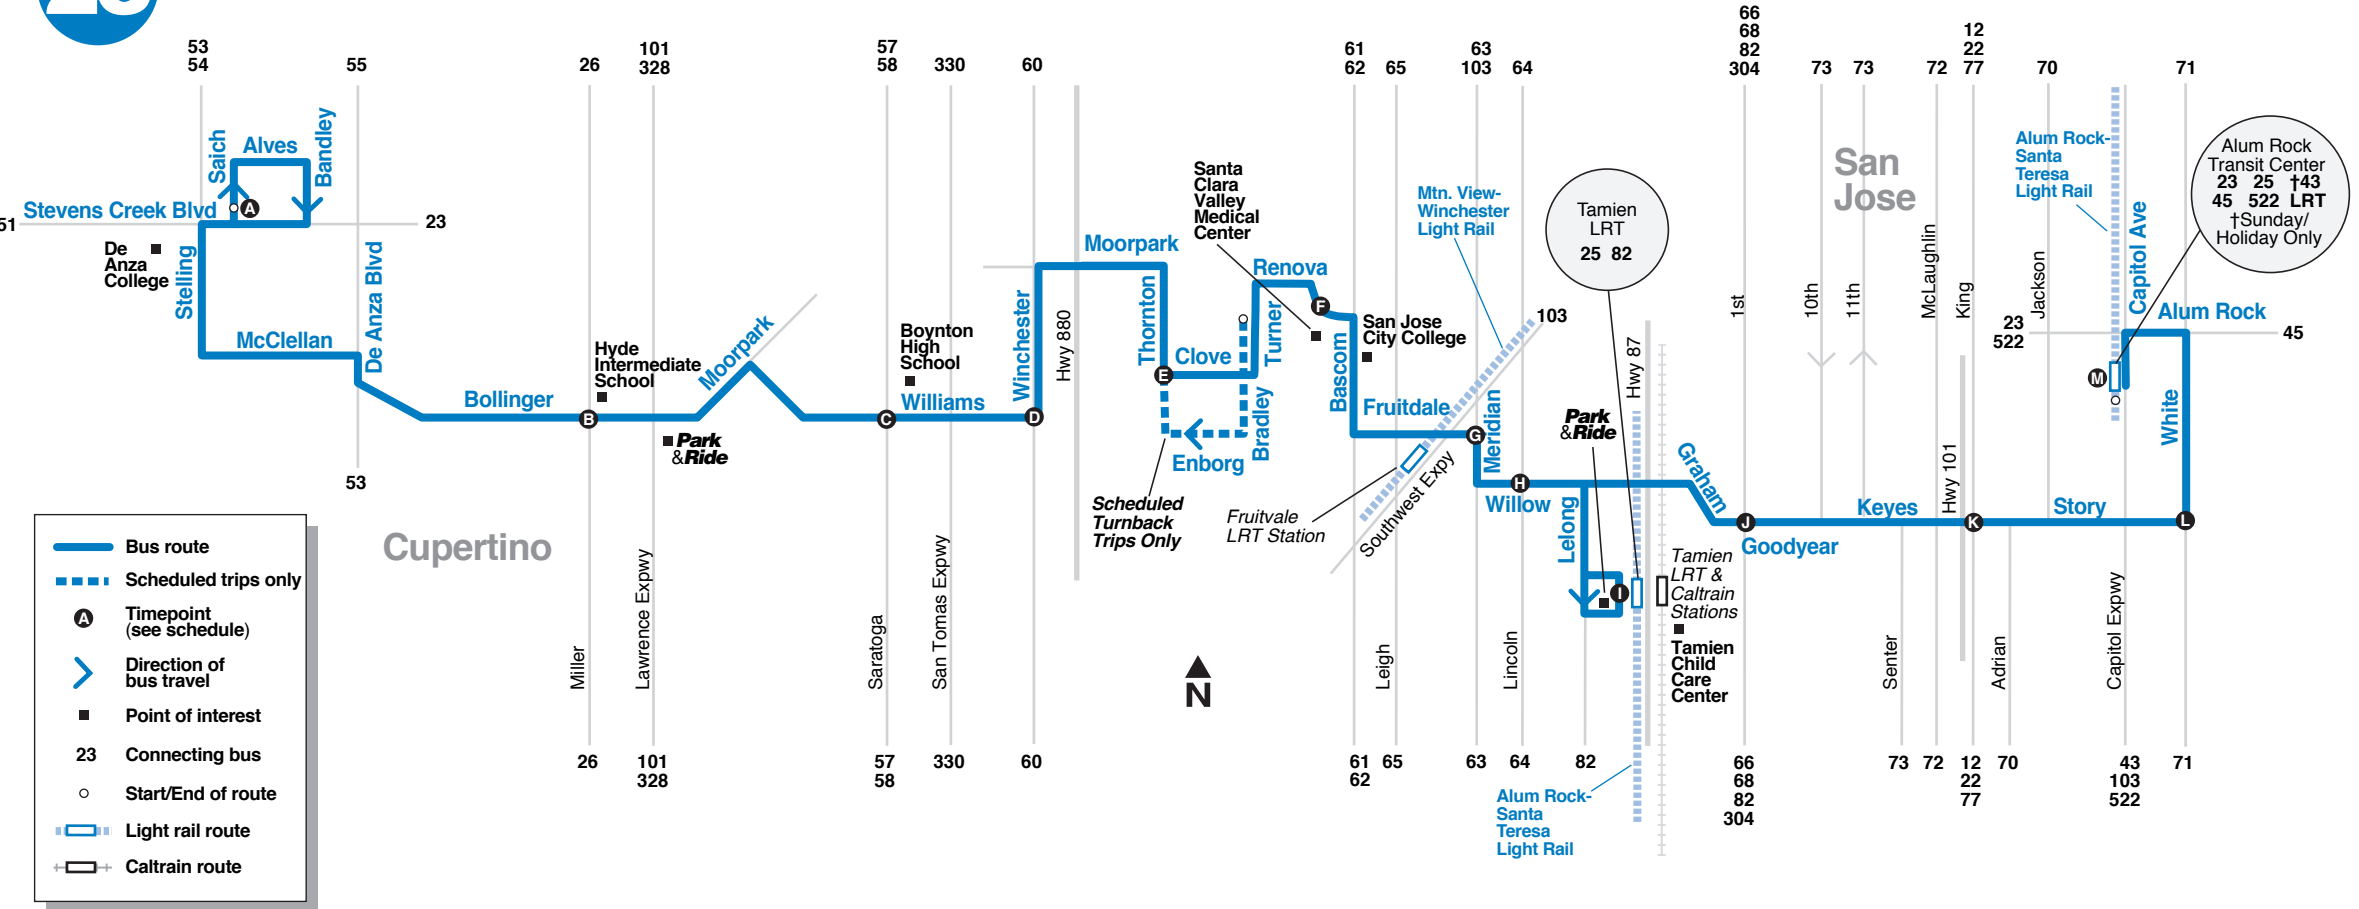 53
54
55
26
101
328
57
58
330
60
61
62
65
63
103
64
66
68
82
304
73
73
72
12
22
77
70
71
Saich
Alves
Bandley
Stevens Creek Blvd
51
23
De
Anza
College
Stelling
McClellan
De Anza Blvd
53
Bollinger
Hyde
Intermediate
School
Park
&Ride
Moorpark
Boynton
High
School
Williams
Winchester
Hwy 880
Moorpark
Thornton
Clove
Enborg
Bradley
Turner
Renova
Scheduled
Turnback
Trips Only
Santa
Clara
Valley
Medical
Center
San Jose
City College
Bascom
Fruitdale
Mtn. View-
Winchester
Light Rail
103
Fruitvale
LRT Station
Southwest Expy
Meridian
Willow
Lelong
Park
&Ride
Tamien
LRT
25 82
Hwy 87
Graham
Goodyear
Keyes
Story
Tamien
LRT &
Caltrain
Stations
Tamien
Child
Care
Center
Alum Rock-
Santa
Teresa
Light Rail
San
Jose
1st
10th
11th
McLaughlin
King
Hwy 101
Jackson
Alum Rock-
Santa
Teresa
Light Rail
Capitol Ave
Alum Rock
White
23
522
45
Alum Rock
Transit Center
23 25 †43
45 522 LRT
†Sunday/
Holiday Only
A
B
C
D
E
F
G
H
I
J
K
L
M
Cupertino
N
Miller
Lawrence Expwy
Saratoga
San Tomas Expwy
Leigh
Lincoln
Senter
Adrian
Capitol Expwy
26
101
328
57
58
330
60
61
62
65
63
64
82
66
68
82
304
73
72
12
22
77
70
43
103
522
71
Bus route
Scheduled trips only
A
Timepoint
(see schedule)
Direction of
bus travel
Point of interest
23
Connecting bus
Start/End of route
Light rail route
Caltrain route